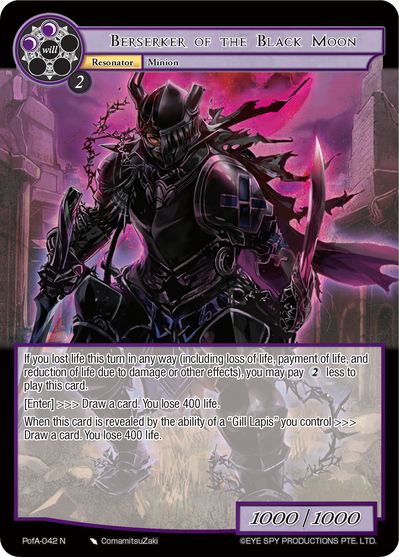 Berserker of the Black Moon
will
Resonator Minion
2
If you lost life this turn in any way (including loss of life, payment of life, and
reduction of life due to damage or other effects), you may pay 2 less to
play this card.
[Enter] >>> Draw a card. You lose 400 life.
When this card is revealed by the ability of a “Gill Lapis” you control >>>
Draw a card. You lose 400 life.
1000 / 1000
PofA-042 N ComamitsuZaki ©EYE SPY PRODUCTIONS PTE. LTD.